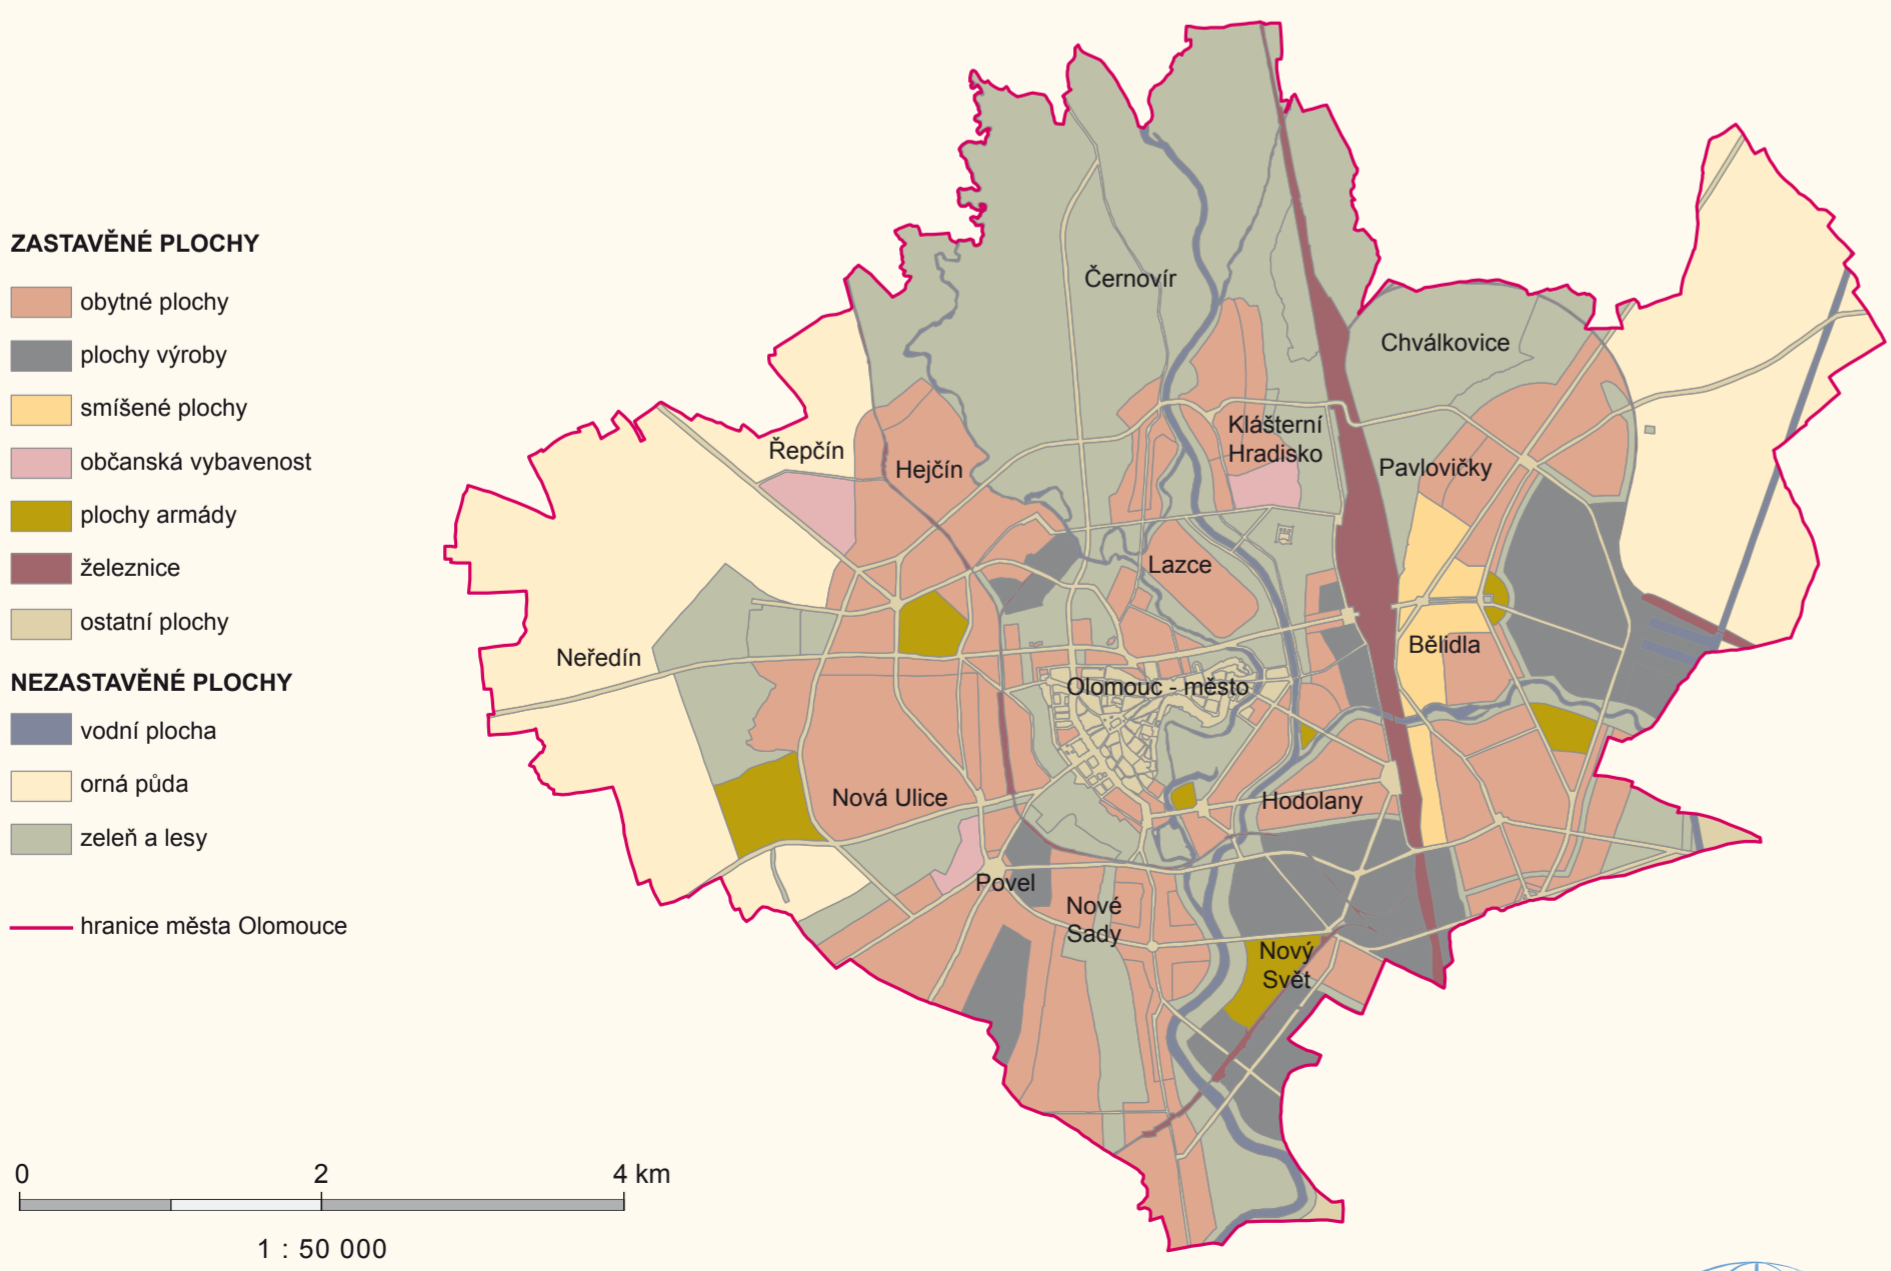 ZASTAVĚNÉ PLOCHY
obytné plochy
plochy výroby
smíšené plochy
občanská vybavenost
plochy armády
železnice
ostatní plochy
NEZASTAVĚNÉ PLOCHY
vodní plocha
orná půda
zeleň a lesy
hranice města Olomouce
0 2 4 km
1 : 50 000
Černovír
Chválkovice
Klášterní
Hradisko
Řepčín
Hejčín
Pavlovičky
Lazce
Neředín
Bělidla
Olomouc - město
Nová Ulice
Hodolany
Povel
Nové
Sady
Nový
Svět